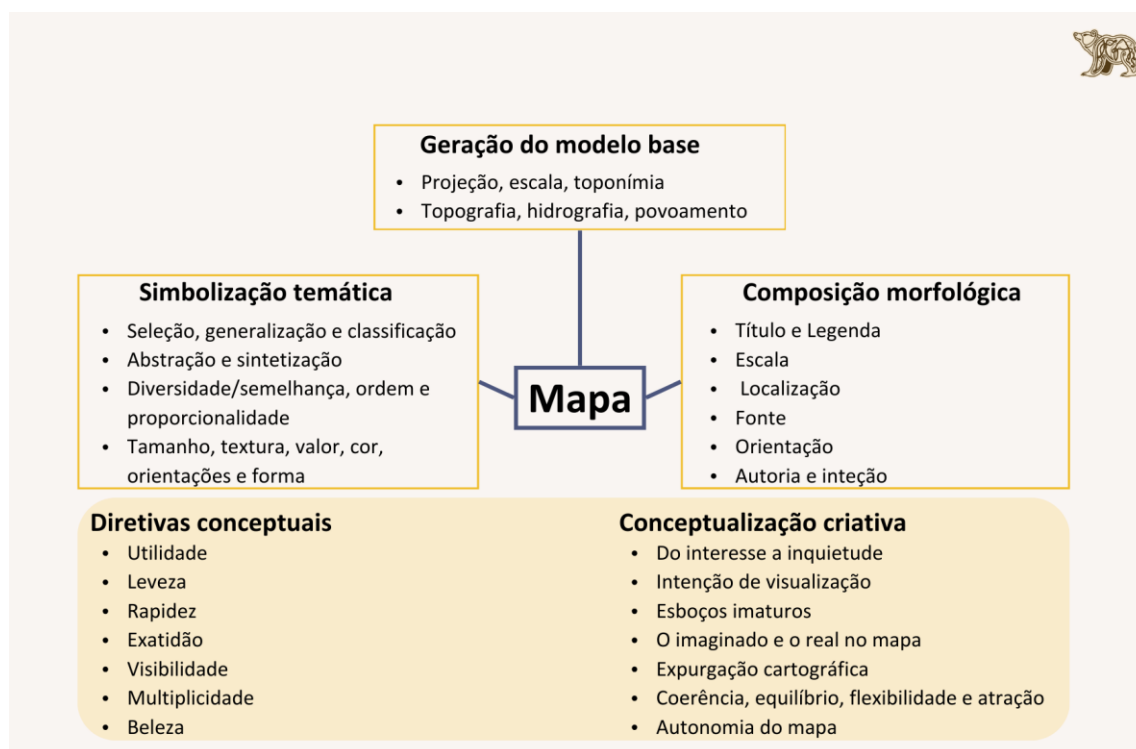 Geração do modelo base
• Projeção, escala, toponímia
• Topografia, hidrografia, povoamento
Simbolização temática
• Seleção, generalização e classificação
• Abstração e sintetização
• Diversidade/semelhança, ordem e
proporcionalidade
• Tamanho, textura, valor, cor,
orientações e forma
Mapa
Composição morfológica
• Título e Legenda
• Escala
• Localização
• Fonte
• Orientação
• Autoria e inteção
Diretivas conceptuais
• Utilidade
• Leveza
• Rapidez
• Exatidão
• Visibilidade
• Multiplicidade
• Beleza
Conceptualização criativa
• Do interesse a inquietude
• Intenção de visualização
• Esboços imaturos
• O imaginado e o real no mapa
• Expurgação cartográfica
• Coerência, equilíbrio, flexibilidade e atração
• Autonomia do mapa